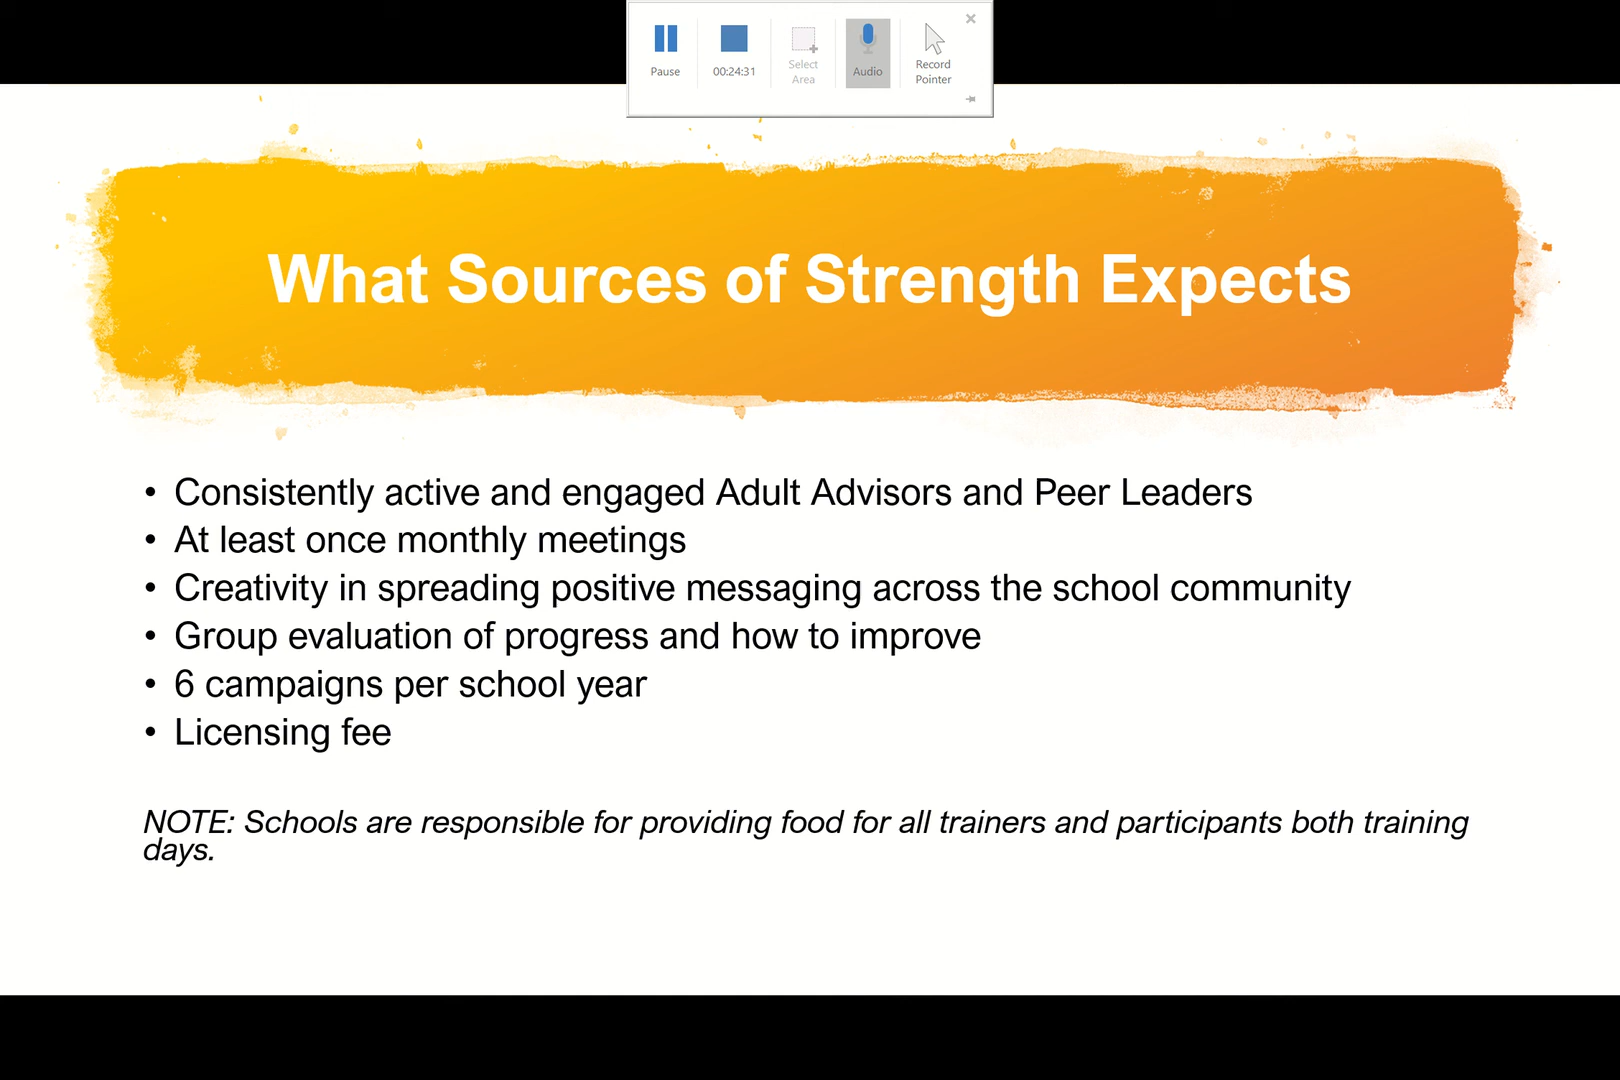 Pause
00:24:31
Select
Area
Audio
Record
Pointer
What Sources of Strength Expects
• Consistently active and engaged Adult Advisors and Peer Leaders
• At least once monthly meetings
• Creativity in spreading positive messaging across the school community
• Group evaluation of progress and how to improve
• 6 campaigns per school year
• Licensing fee
NOTE: Schools are responsible for providing food for all trainers and participants both training
days.